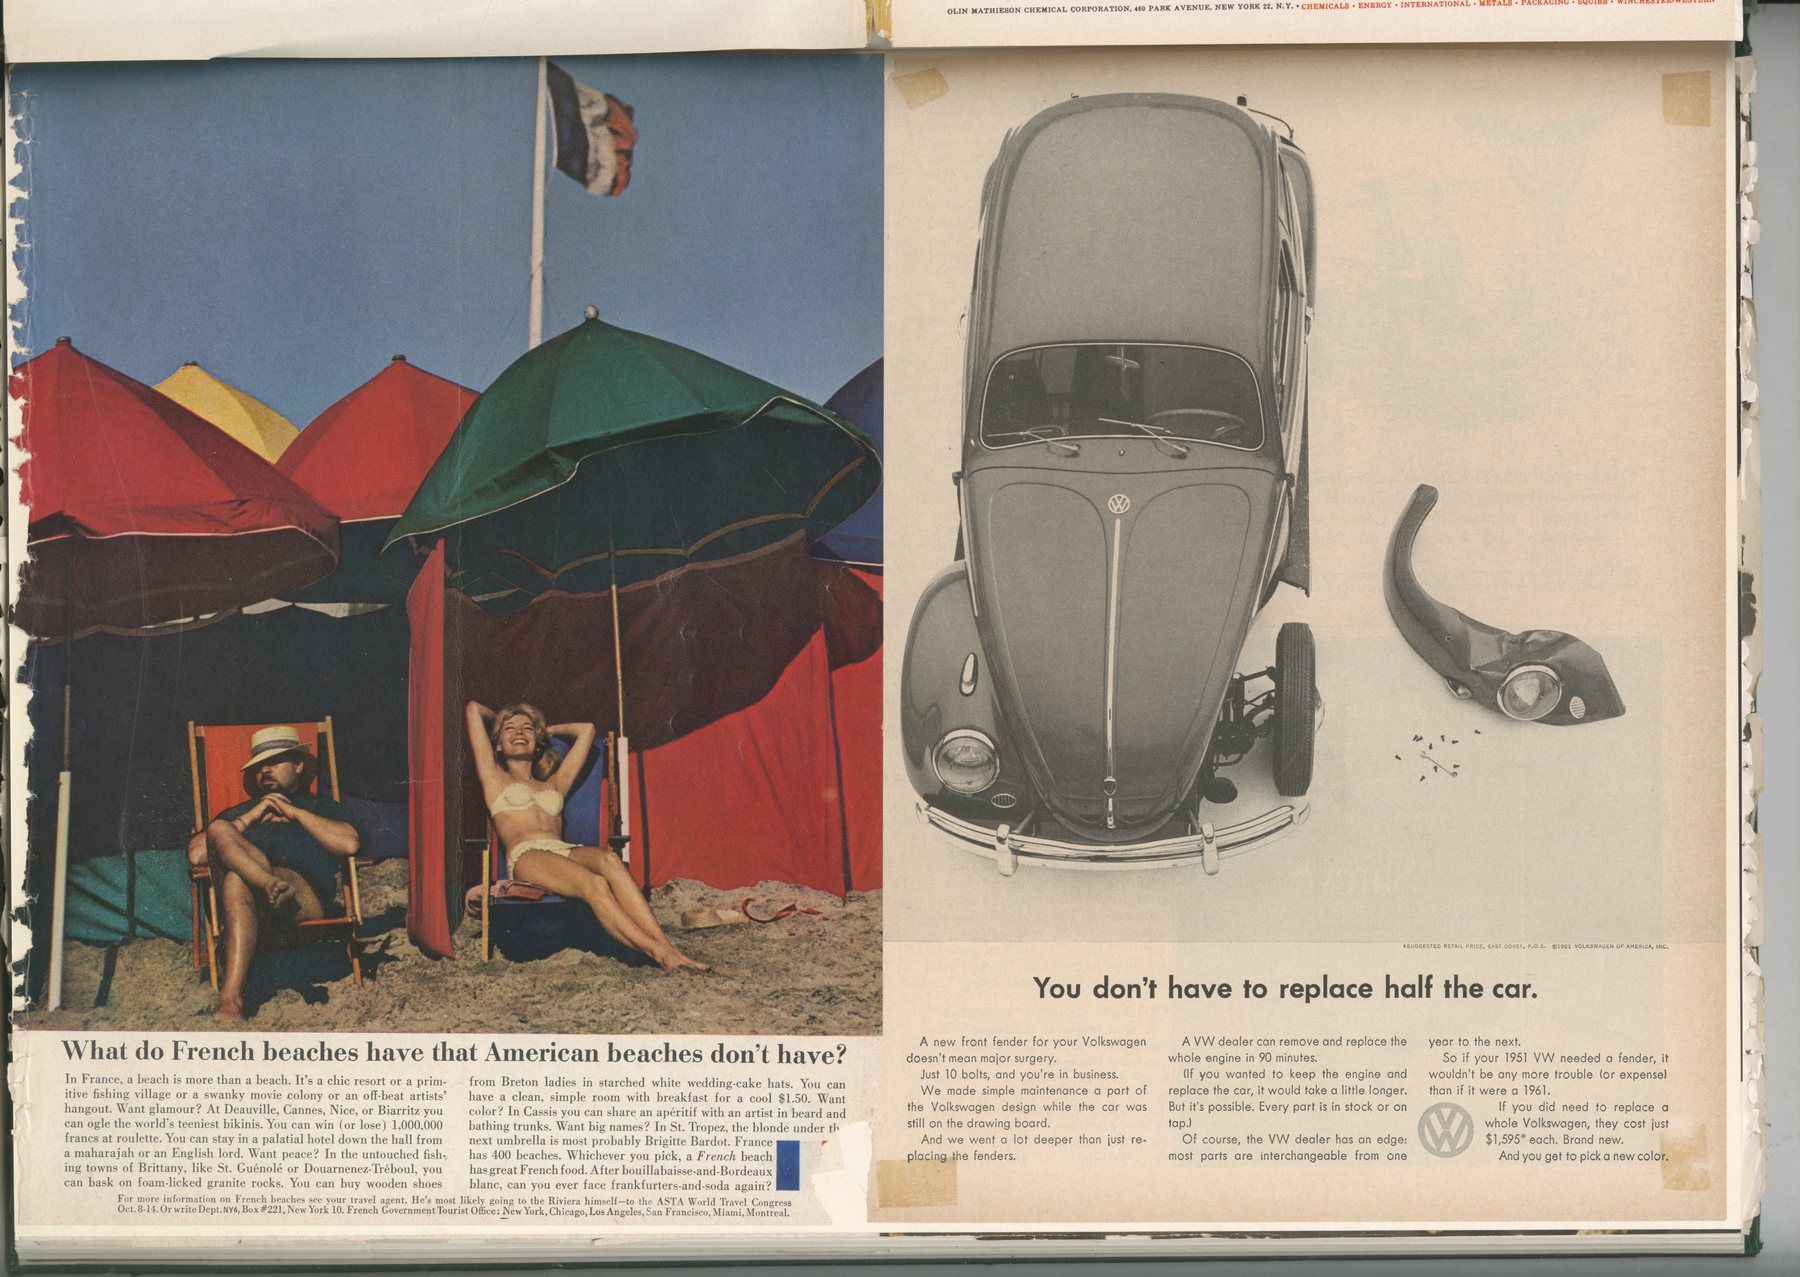 OLIN MATHIESON CHEMICAL CORPORATION, 460 PARK AVENUE, NEW YORK 22, N.Y. • CHEMICALS • ENERGY • INTERNATIONAL • METALS • PACKAGING • SQUIBB • WINCHESTER-WESTERN
What do French beaches have that American beaches don't have?
In France, a beach is more than a beach. It's a chic resort or a prim-
itive fishing village or a swanky movie colony or an off-beat artists'
hangout. Want glamour? At Deauville, Cannes, Nice, or Biarritz you
can ogle the world's teeniest bikinis. You can win (or lose) 1,000,000
francs at roulette. You can stay in a palatial hotel down the hall from
a maharajah or an English lord. Want peace? In the untouched fish-
ing towns of Brittany, like St. Guénolé or Douarnenez-Tréboul, you
can bask on foam-licked granite rocks. You can buy wooden shoes
from Breton ladies in starched white wedding-cake hats. You can
have a clean, simple room with breakfast for a cool $1.50. Want
color? In Cassis you can share an apéritif with an artist in beard and
bathing trunks. Want big names? In St. Tropez, the blonde under th
next umbrella is most probably Brigitte Bardot. France
has 400 beaches. Whichever you pick, a French beach
has great French food. After bouillabaisse-and-Bordeaux
blanc, can you ever face frankfurters-and-soda again?
For more information on French beaches see your travel agent. He's most likely going to the Riviera himself—to the ASTA World Travel Congress
Oct. 8-14. Or write Dept. NY6, Box #221, New York 10. French Government Tourist Office: New York, Chicago, Los Angeles, San Francisco, Miami, Montreal.
*SUGGESTED RETAIL PRICE, EAST COAST, P.O.E. ©1961 VOLKSWAGEN OF AMERICA, INC.
You don't have to replace half the car.
A new front fender for your Volkswagen
doesn't mean major surgery.
Just 10 bolts, and you're in business.
We made simple maintenance a part of
the Volkswagen design while the car was
still on the drawing board.
And we went a lot deeper than just re-
placing the fenders.
A VW dealer can remove and replace the
whole engine in 90 minutes.
(If you wanted to keep the engine and
replace the car, it would take a little longer.
But it's possible. Every part is in stock or on
tap.)
Of course, the VW dealer has an edge:
most parts are interchangeable from one
year to the next.
So if your 1951 VW needed a fender, it
wouldn't be any more trouble (or expense)
than if it were a 1961.
If you did need to replace a
whole Volkswagen, they cost just
$1,595* each. Brand new.
And you get to pick a new color.